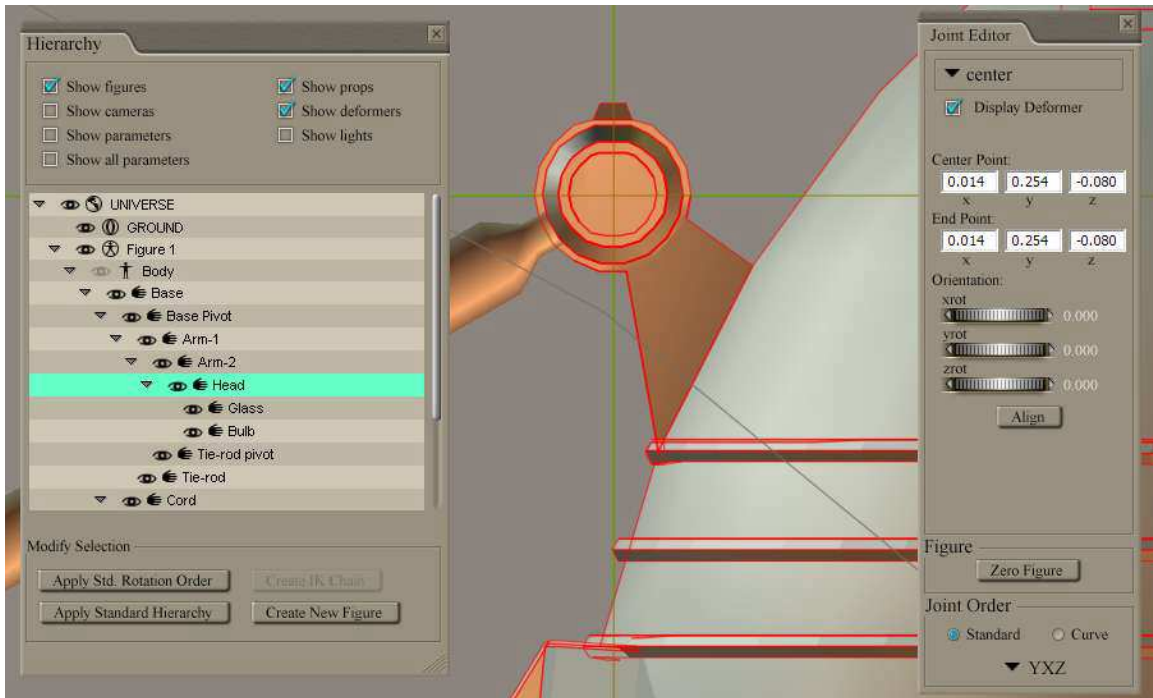 Hierarchy
Show figures
Show props
Show cameras
Show deformers
Show parameters
Show lights
Show all parameters
UNIVERSE
GROUND
Figure 1
Body
Base
Base Pivot
Arm-1
Arm-2
Head
Glass
Bulb
Tie-rod pivot
Tie-rod
Cord
Modify Selection
Apply Std. Rotation Order
Create IK Chain
Apply Standard Hierarchy
Create New Figure
Joint Editor
center
Display Deformer
Center Point:
0.014 0.254 -0.080
x y z
End Point:
0.014 0.254 -0.080
x y z
Orientation:
xrot
0.000
yrot
0.000
zrot
0.000
Align
Figure
Zero Figure
Joint Order
Standard Curve
YXZ